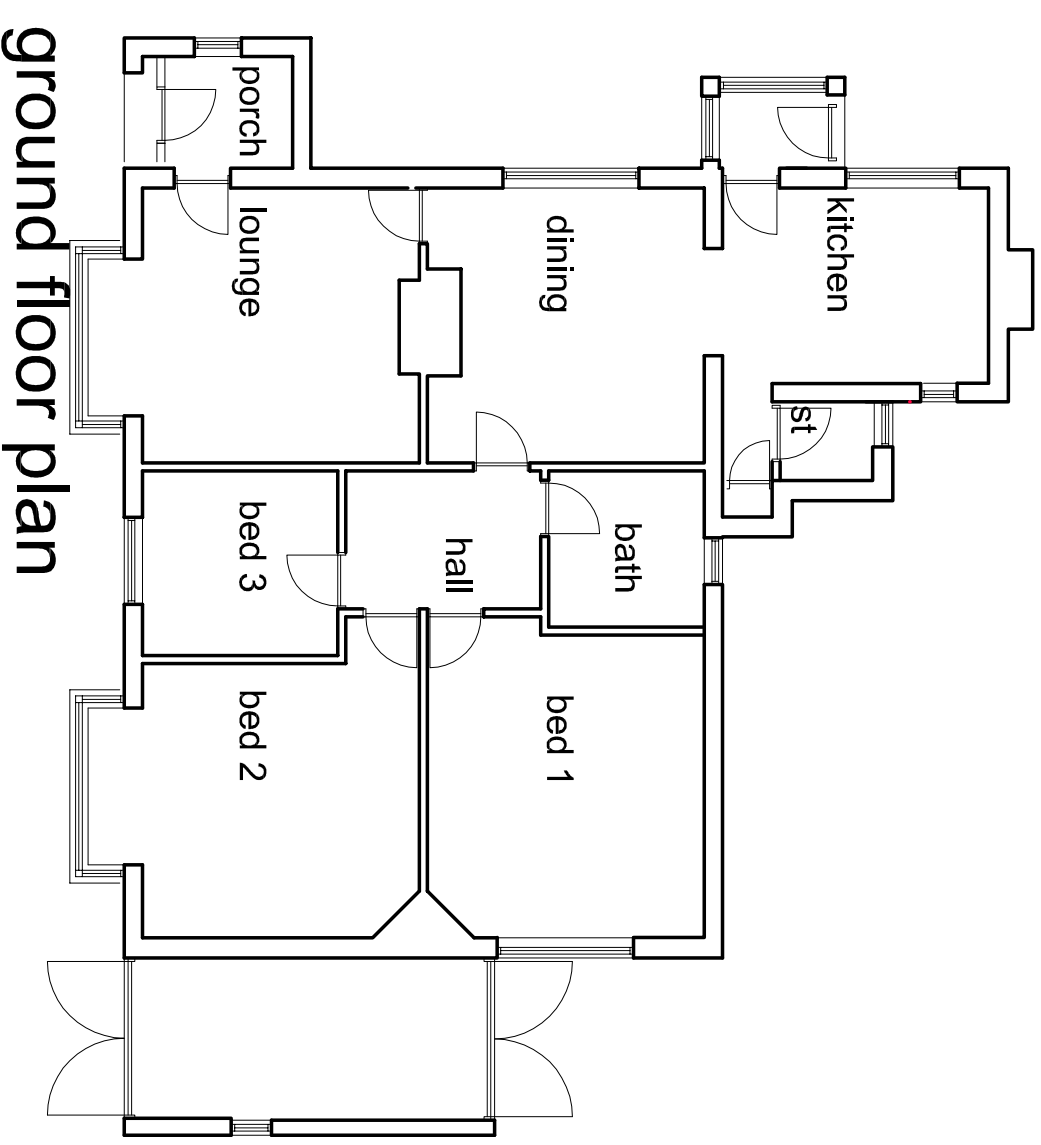 kitchen
st
bath
dining
bed 1
hall
porch
lounge
bed 3
bed 2
ground floor plan